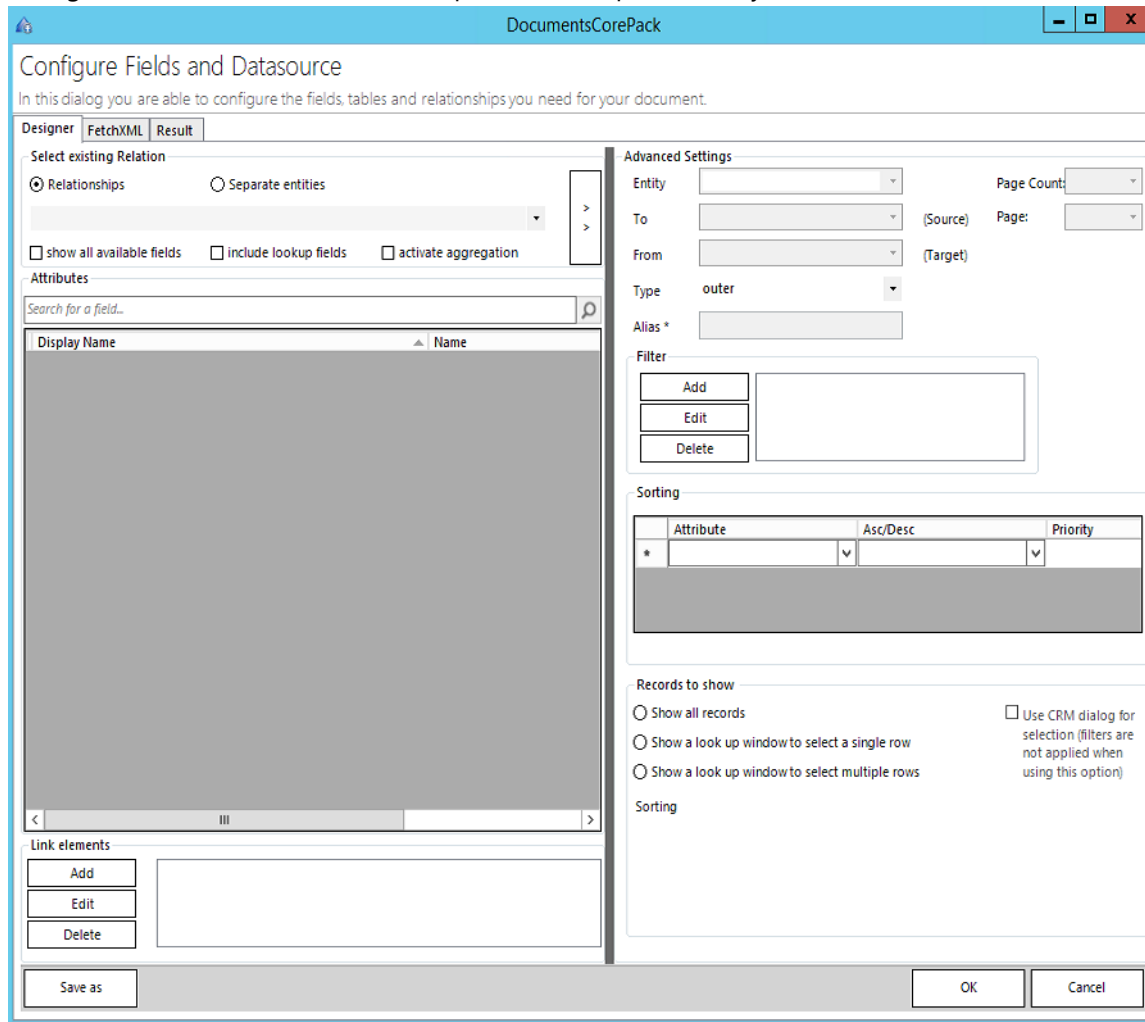 DocumentsCorePack
X
Configure Fields and Datasource
In this dialog you are able to configure the fields, tables and relationships you need for your document.
Designer FetchXML Result
Select existing Relation
Relationships Separate entities
> >
show all available fields include lookup fields activate aggregation
Attributes
Search for a field...
Display Name Name
Link elements
Add
Edit
Delete
Advanced Settings
Entity Page Count:
To (Source) Page:
From (Target)
Type outer
Alias *
Filter
Add
Edit
Delete
Sorting
Attribute Asc/Desc Priority
*
Records to show
Show all records
Show a look up window to select a single row
Show a look up window to select multiple rows
Use CRM dialog for
selection (filters are
not applied when
using this option)
Sorting
Save as OK Cancel